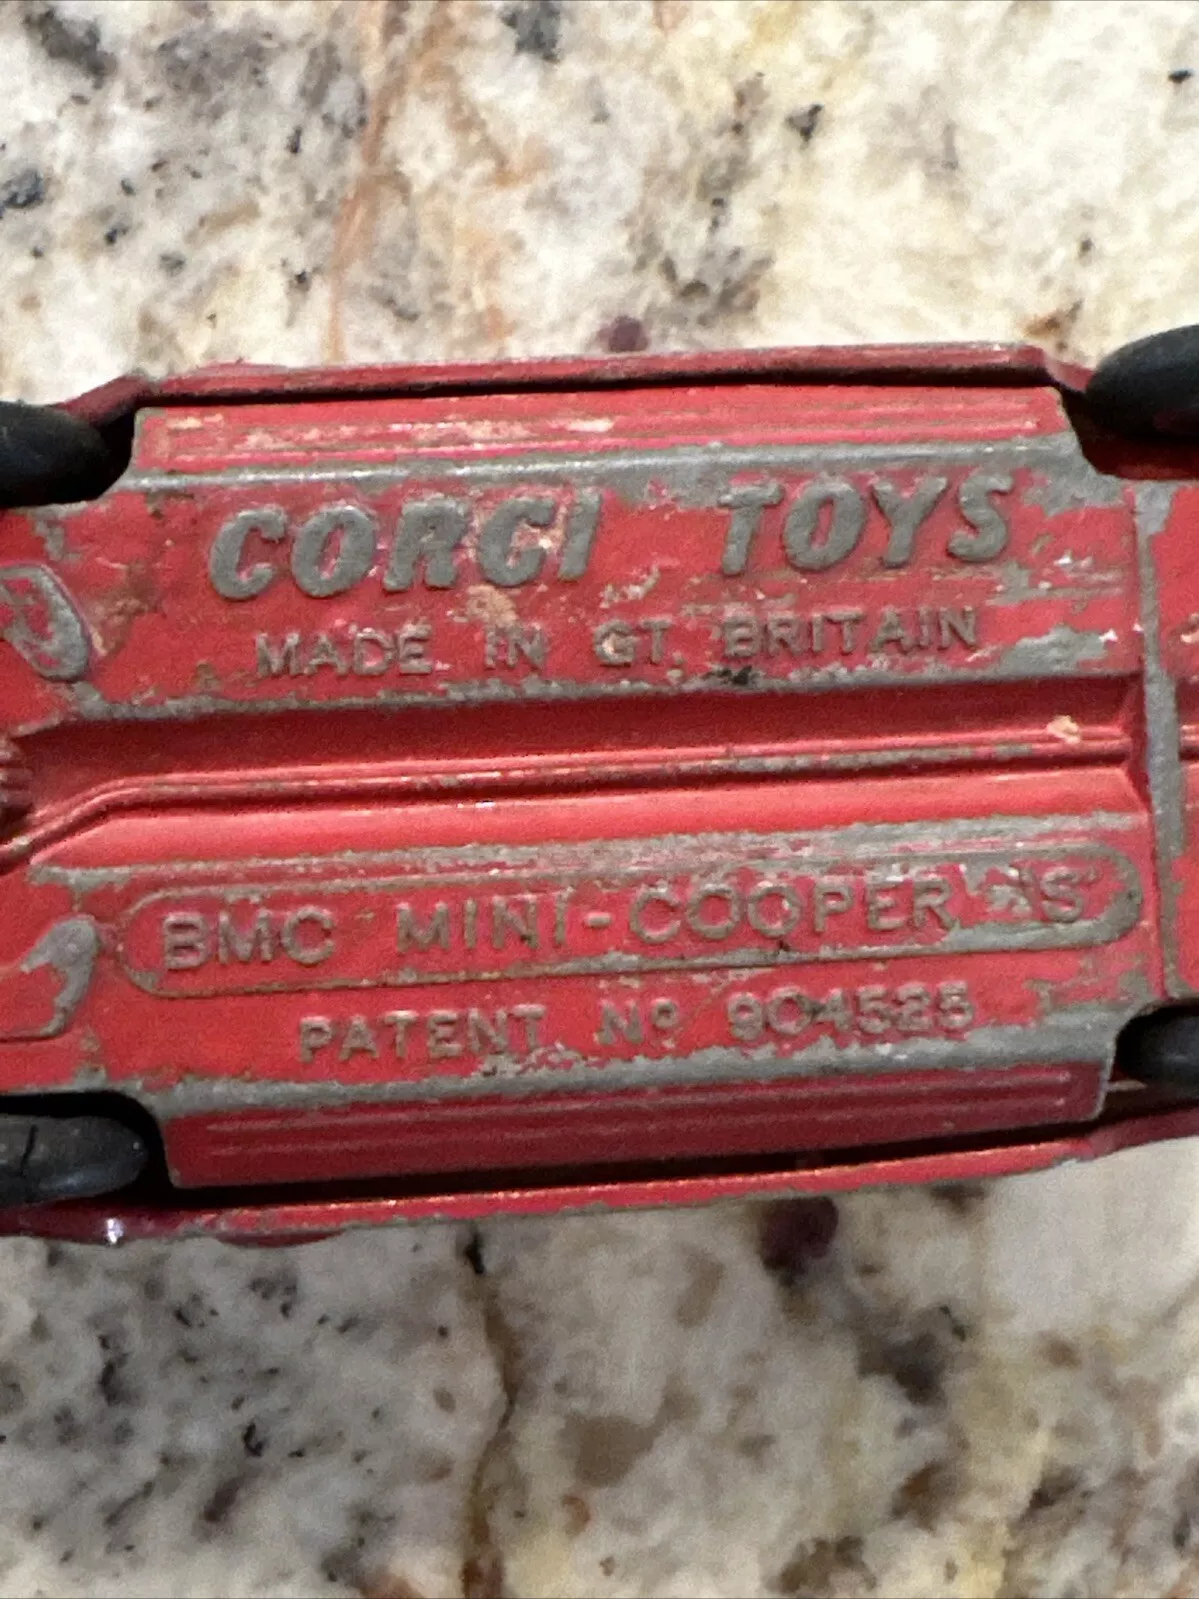 CORGI TOYS
MADE IN GT. BRITAIN
BMC MINI-COOPER 'S'
PATENT Nº 904525